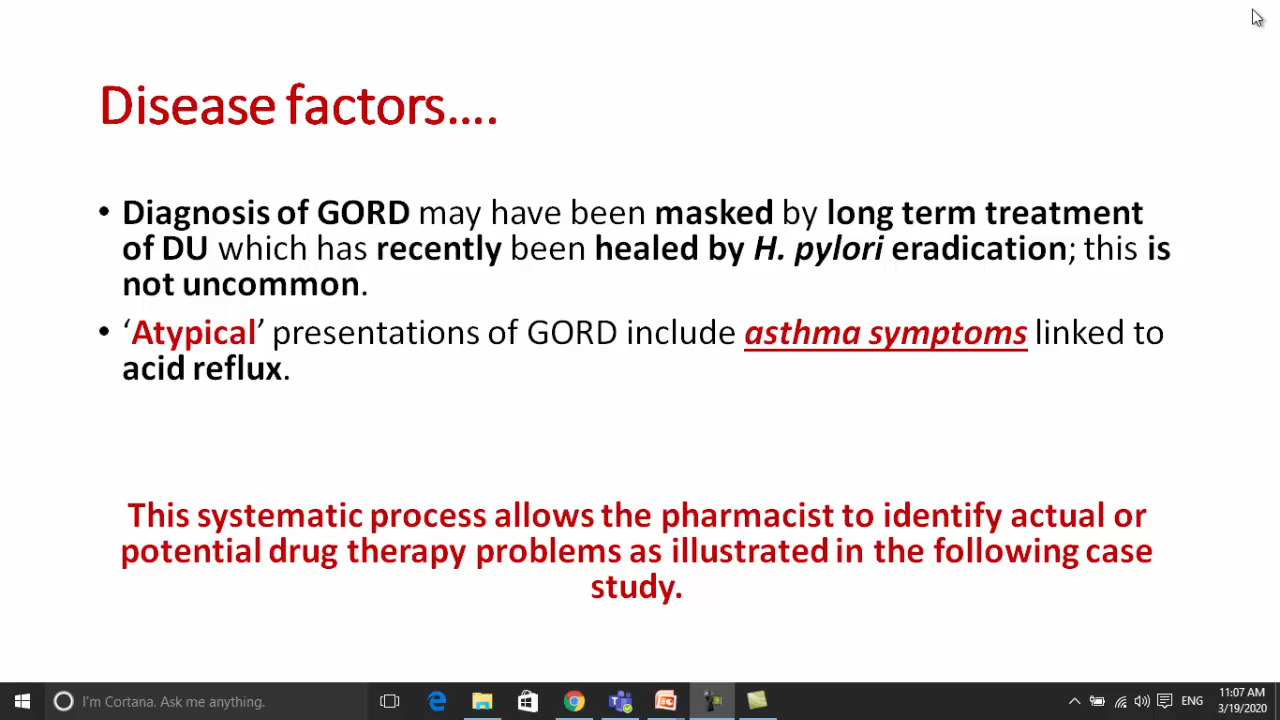 Disease factors....
• Diagnosis of GORD may have been masked by long term treatment
of DU which has recently been healed by H. pylori eradication; this is
not uncommon.
• ‘Atypical’ presentations of GORD include asthma symptoms linked to
acid reflux.
This systematic process allows the pharmacist to identify actual or
potential drug therapy problems as illustrated in the following case
study.
I'm Cortana. Ask me anything.
ENG
11:07 AM
3/19/2020